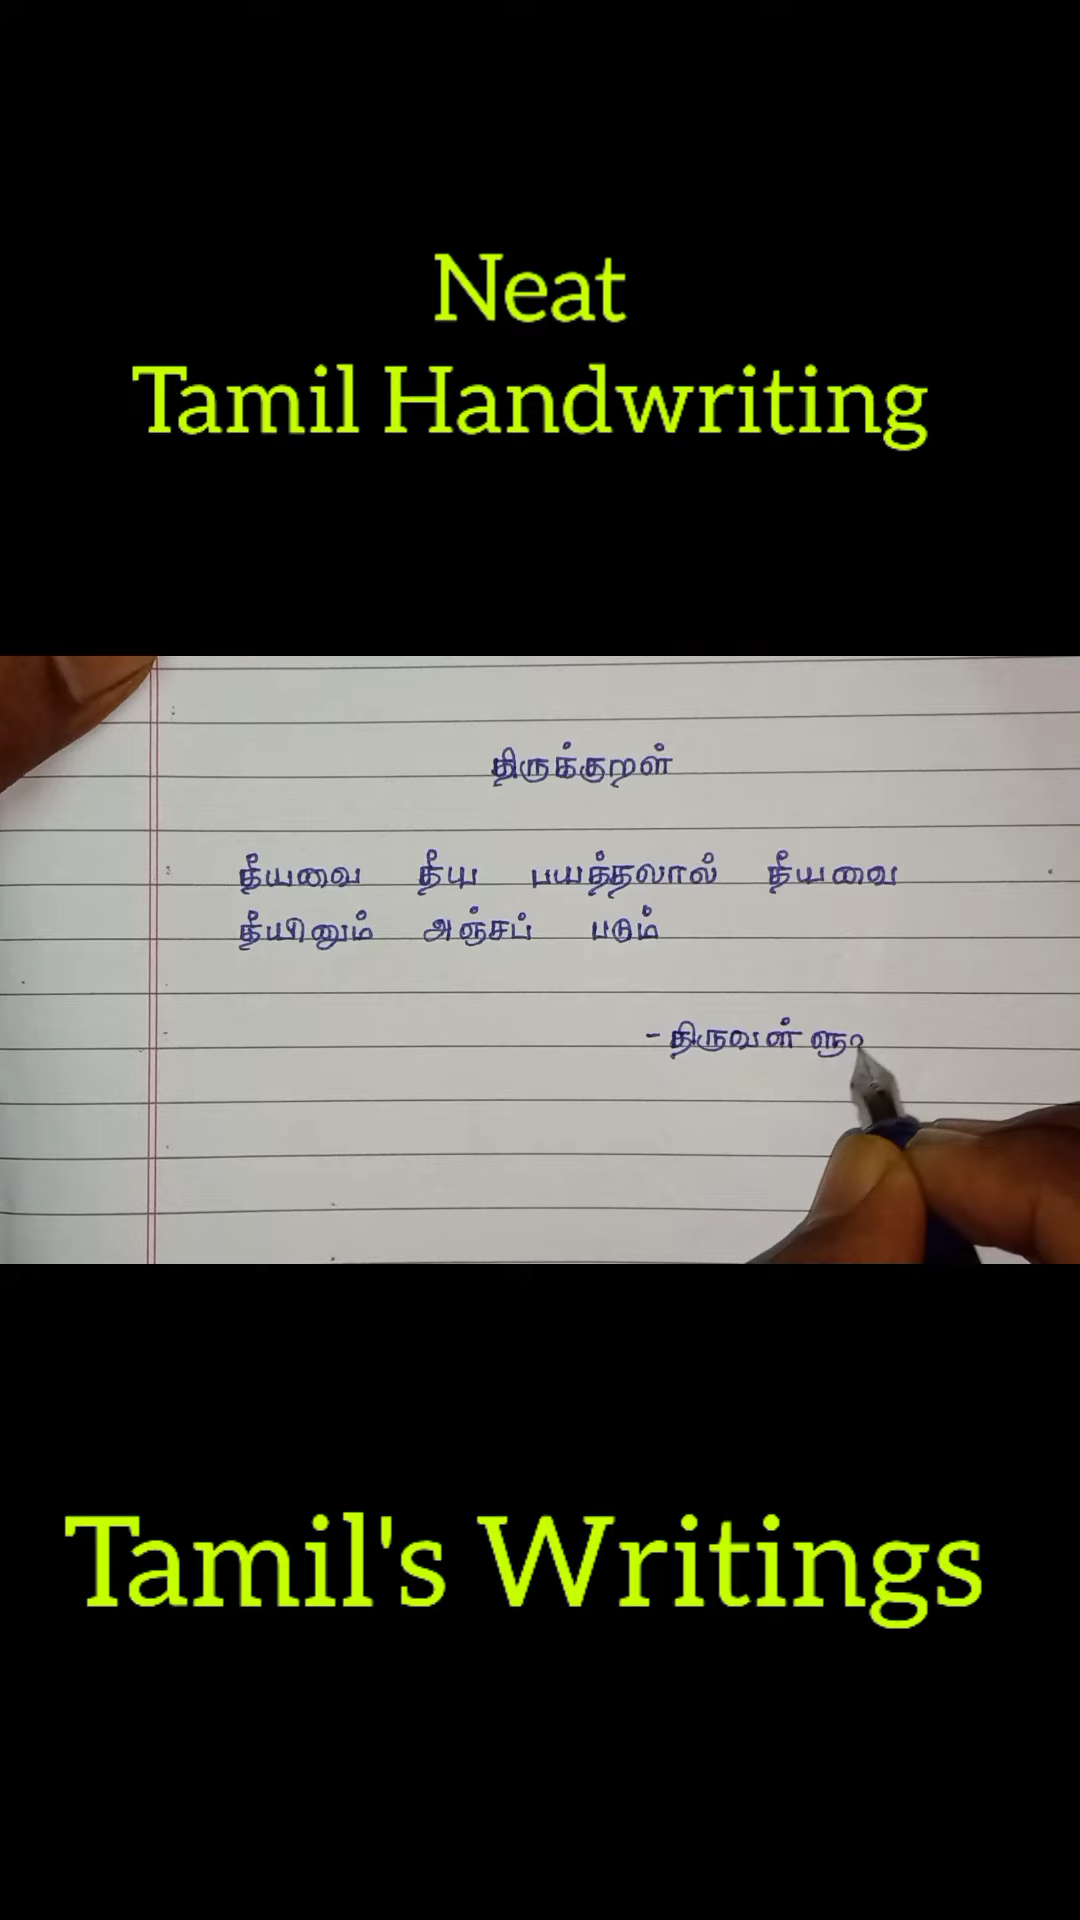 Neat
Tamil Handwriting
திருக்குறள்
தீயவை தீய பயத்தலால் தீயவை
தீயினும் அஞ்சப் படும்
- திருவள்ளு
Tamil's Writings